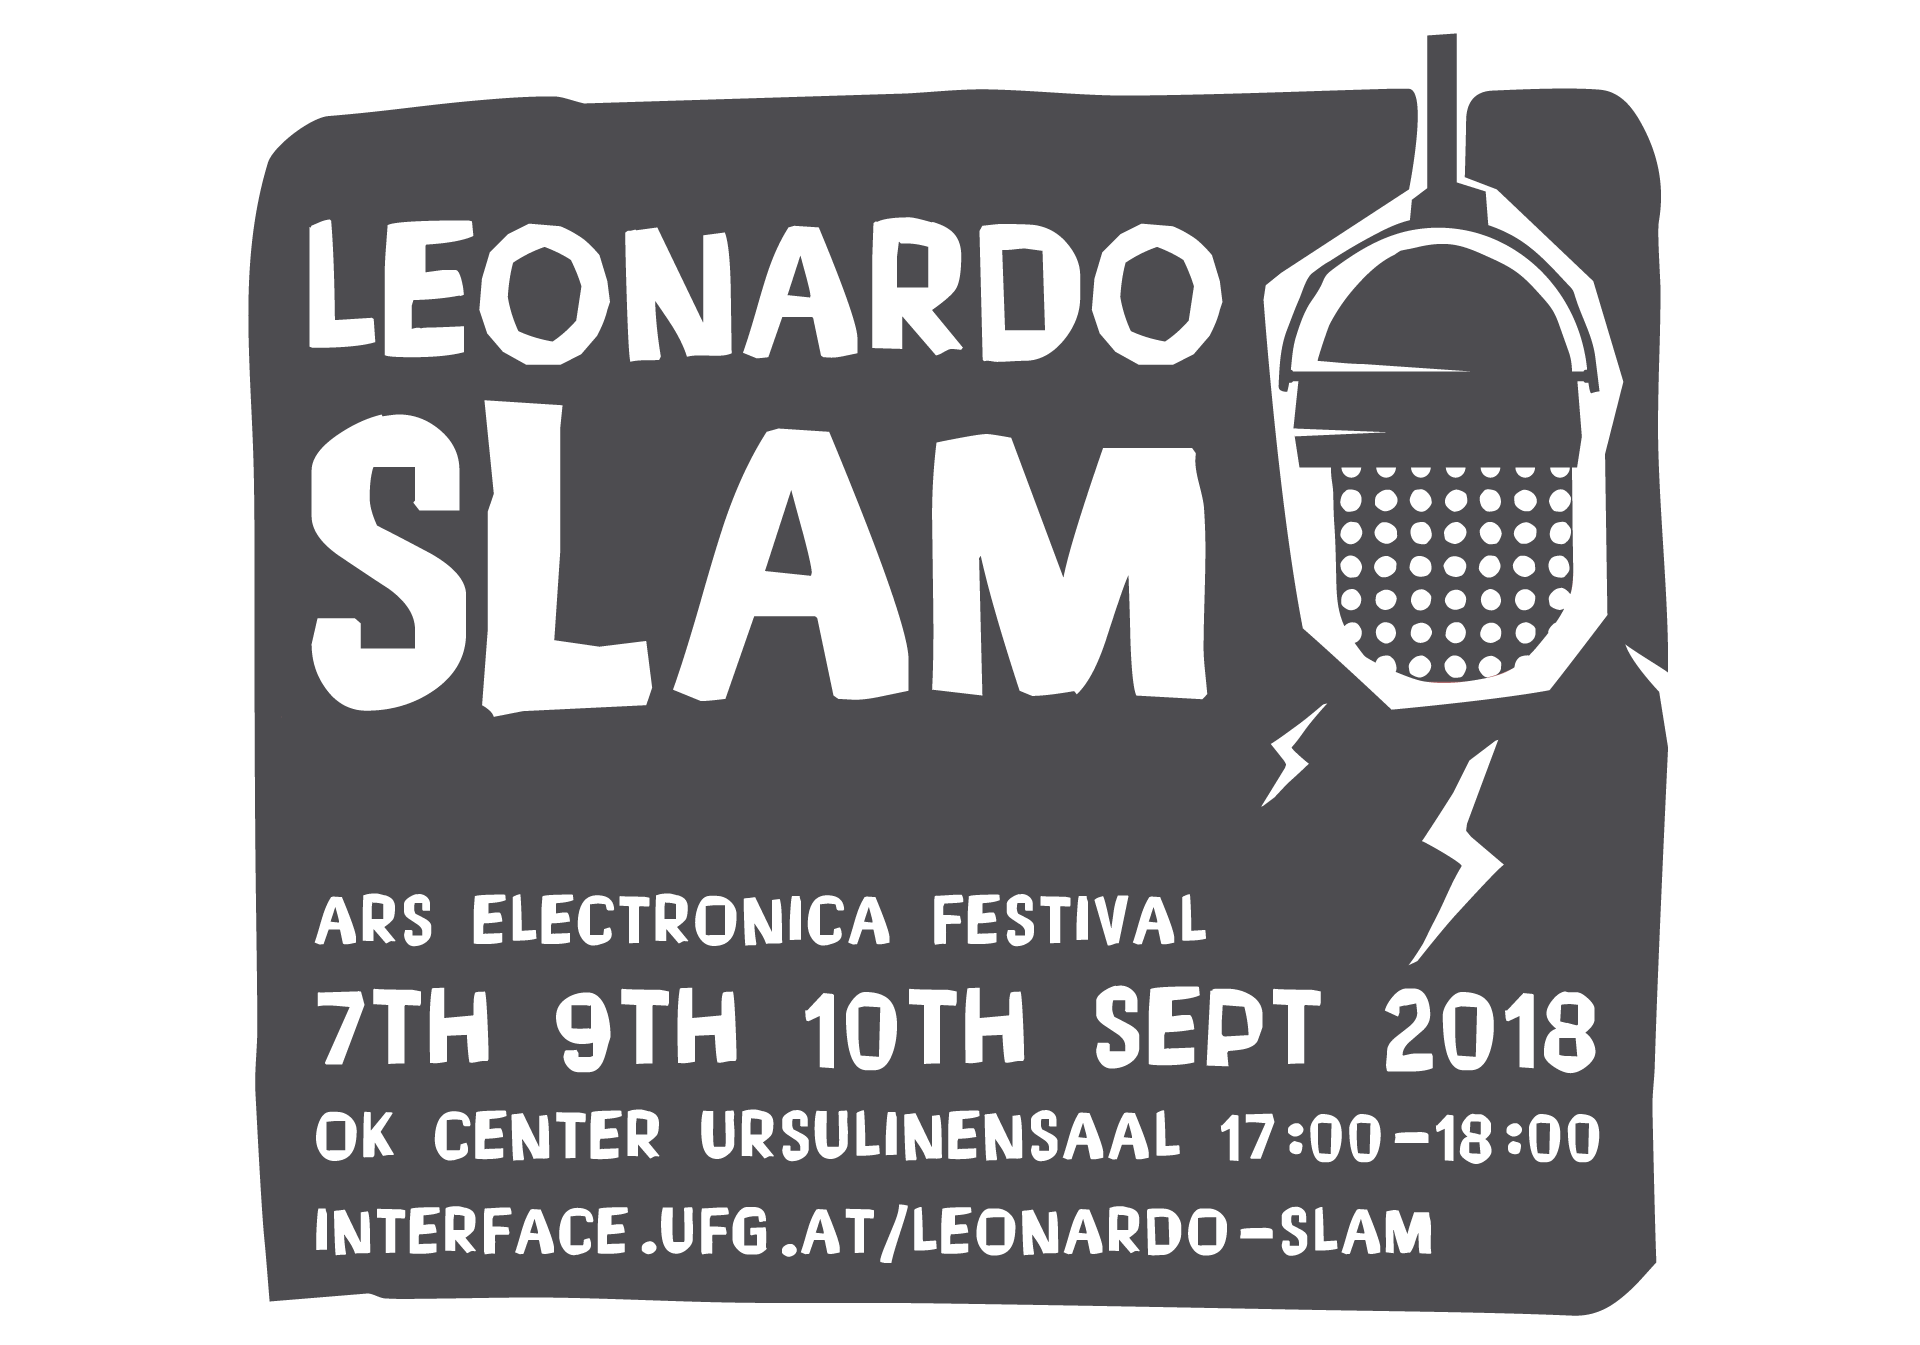 LEONARDO
SLAM
ARS ELECTRONICA FESTIVAL
7TH 9TH 10TH SEPT 2018
OK CENTER URSULINENSAAL 17:00-18:00
INTERFACE.UFG.AT/LEONARDO-SLAM